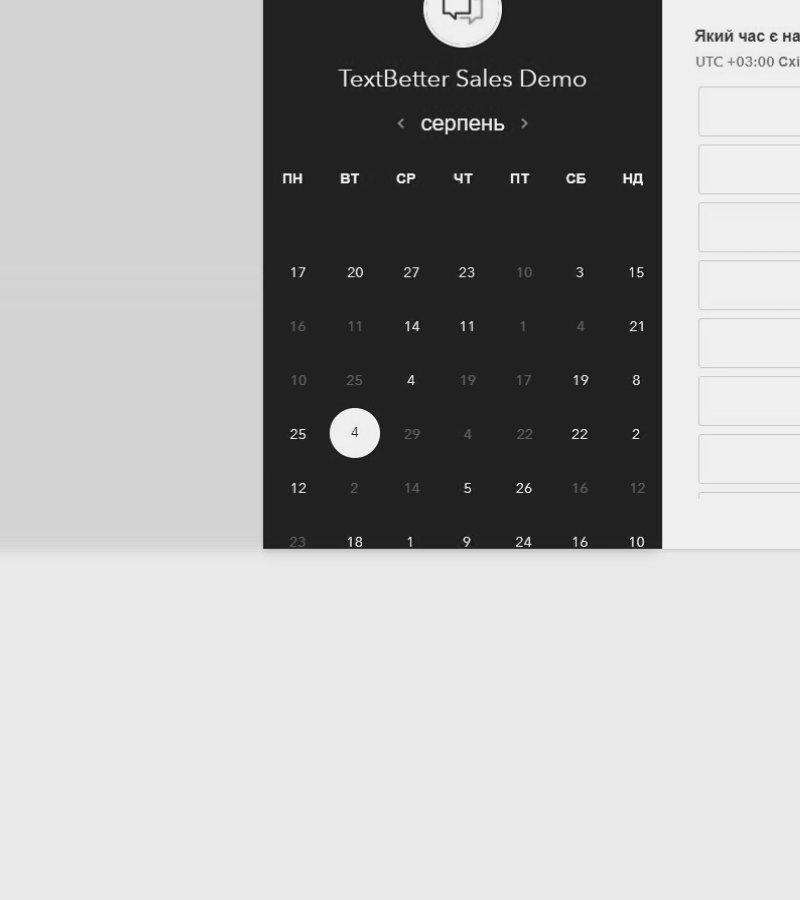 TextBetter Sales Demo
серпень
ПН ВТ СР ЧТ ПТ СБ НД
17 20 27 23 10 3 15
16 11 14 11 1 4 21
10 25 4 19 17 19 8
25 4 29 4 22 22 2
12 2 14 5 26 16 12
23 18 1 9 24 16 10
Який час є на
UTC +03:00 Схі